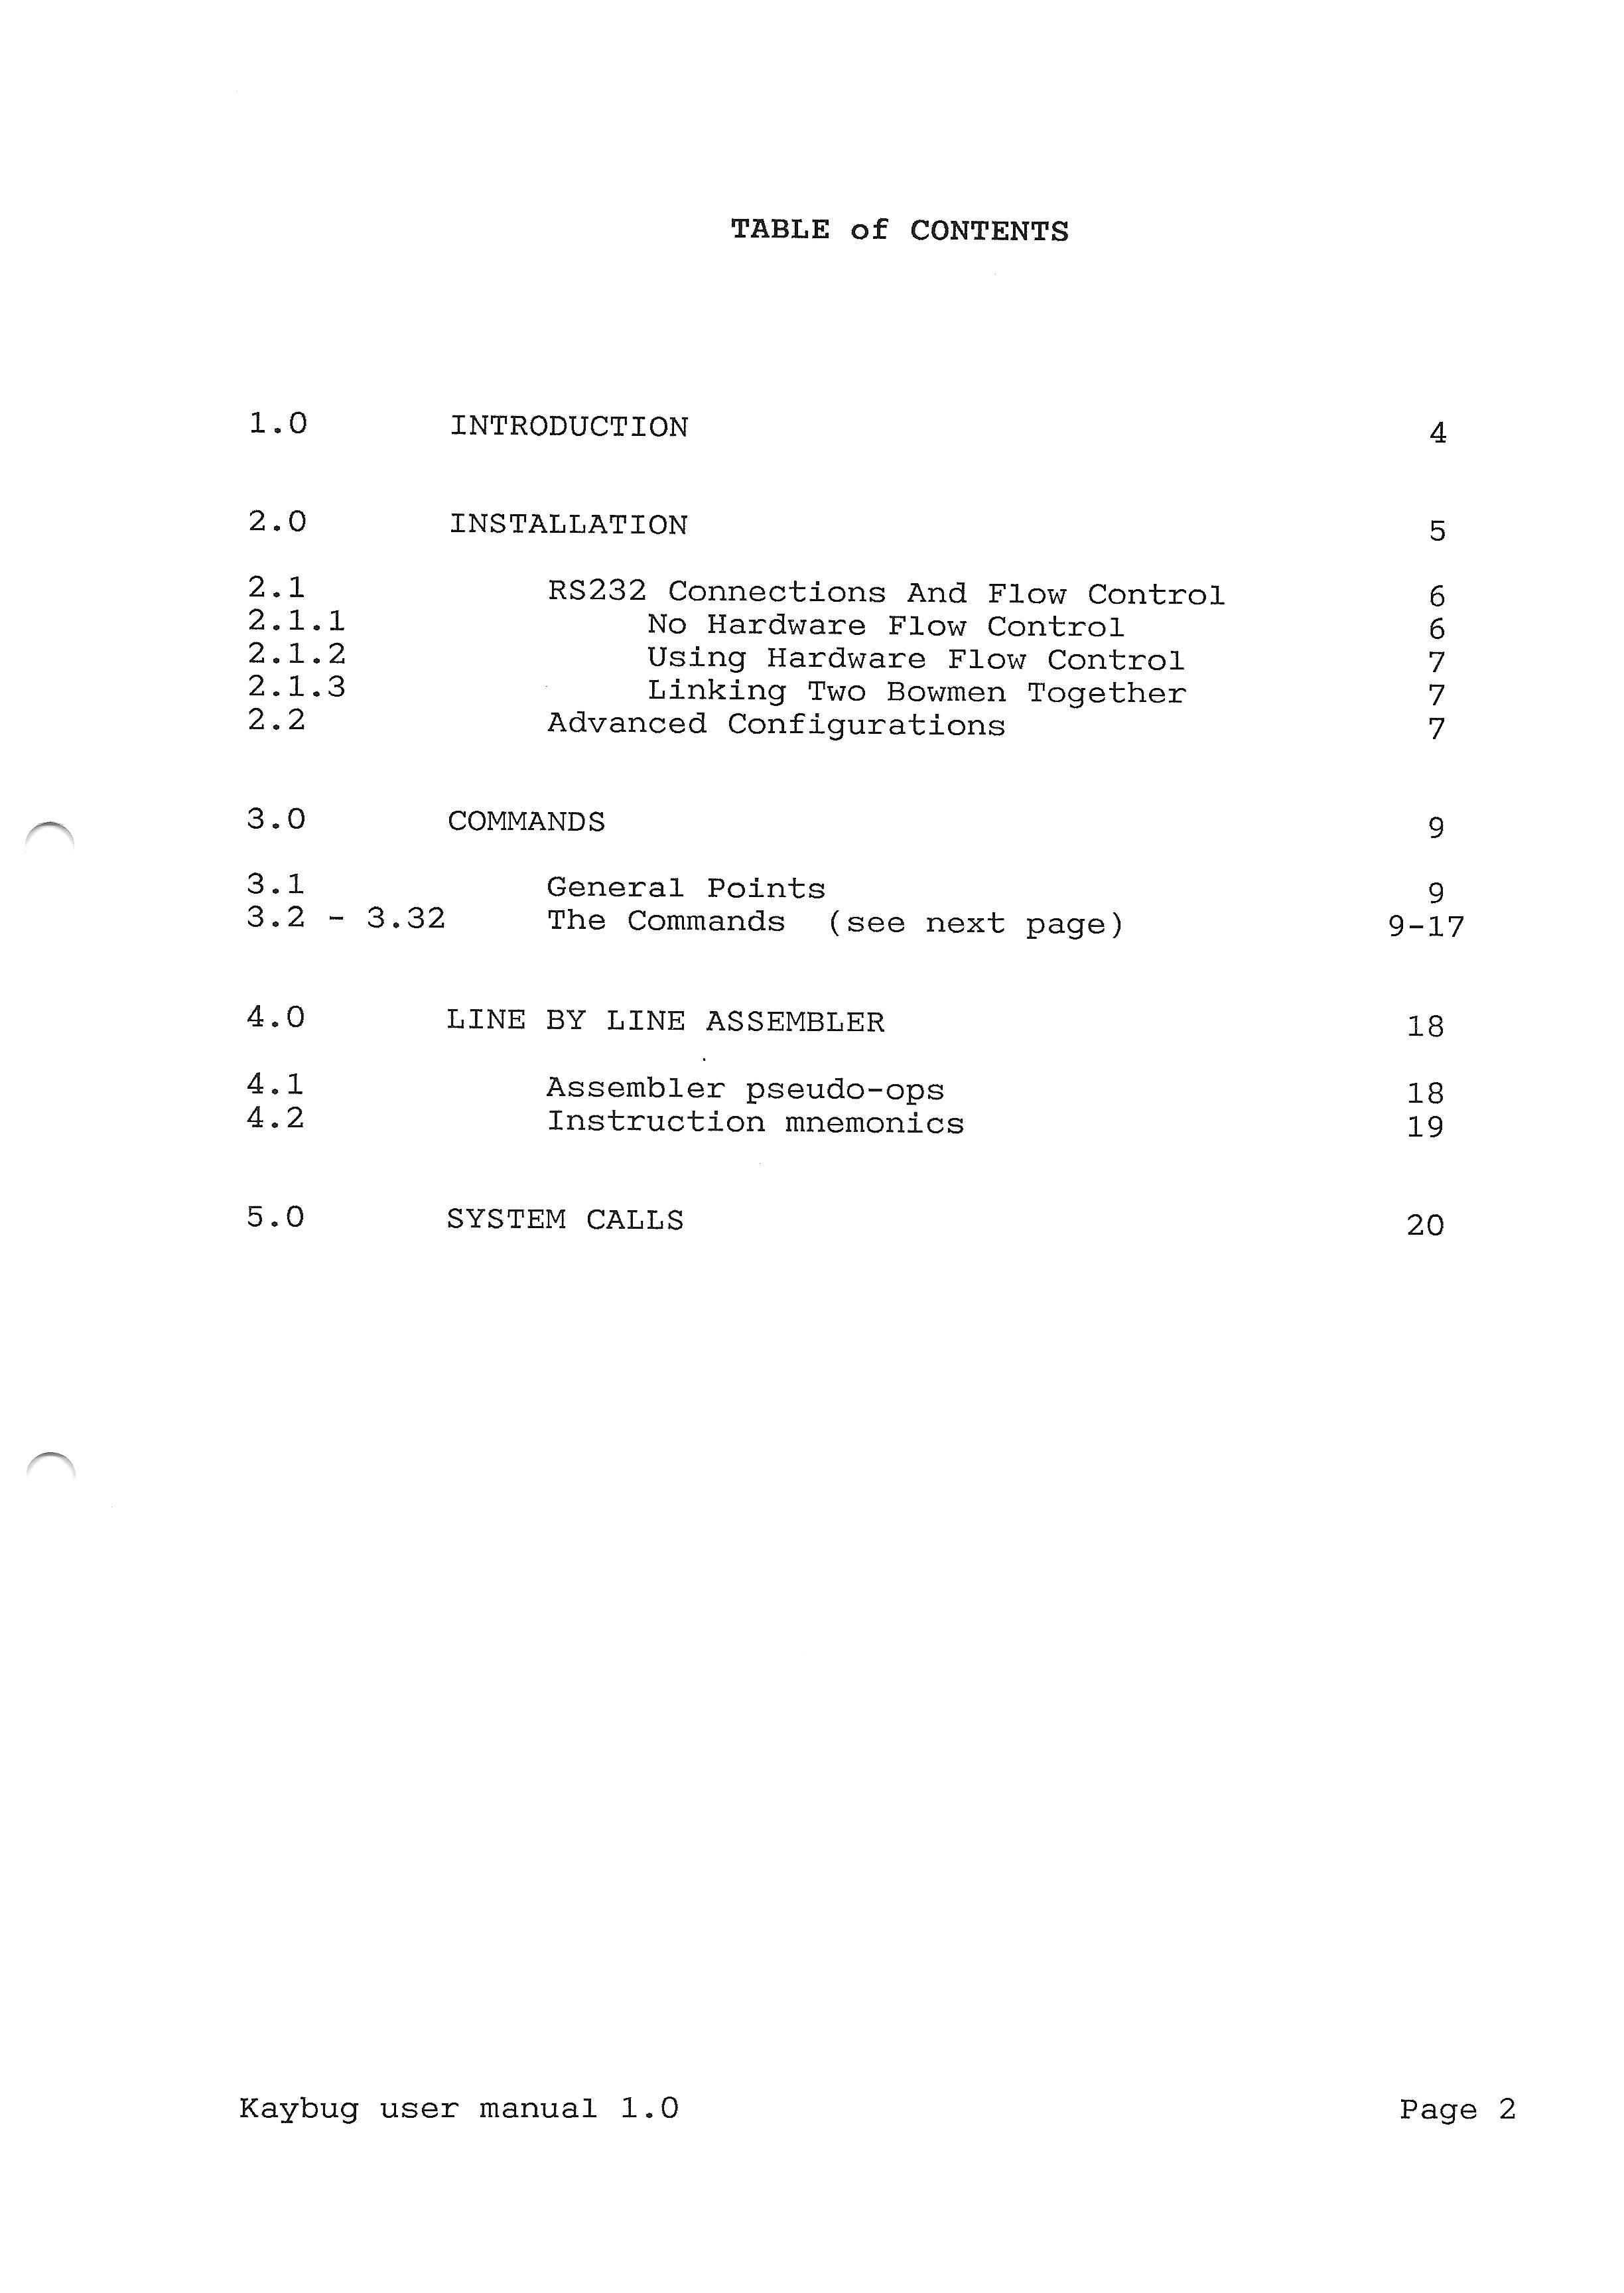 TABLE of CONTENTS
1.0 INTRODUCTION 4
2.0 INSTALLATION 5
2.1 RS232 Connections And Flow Control 6
2.1.1 No Hardware Flow Control 6
2.1.2 Using Hardware Flow Control 7
2.1.3 Linking Two Bowmen Together 7
2.2 Advanced Configurations 7
3.0 COMMANDS 9
3.1 General Points 9
3.2 - 3.32 The Commands (see next page) 9-17
4.0 LINE BY LINE ASSEMBLER 18
4.1 Assembler pseudo-ops 18
4.2 Instruction mnemonics 19
5.0 SYSTEM CALLS 20
Kaybug user manual 1.0 Page 2